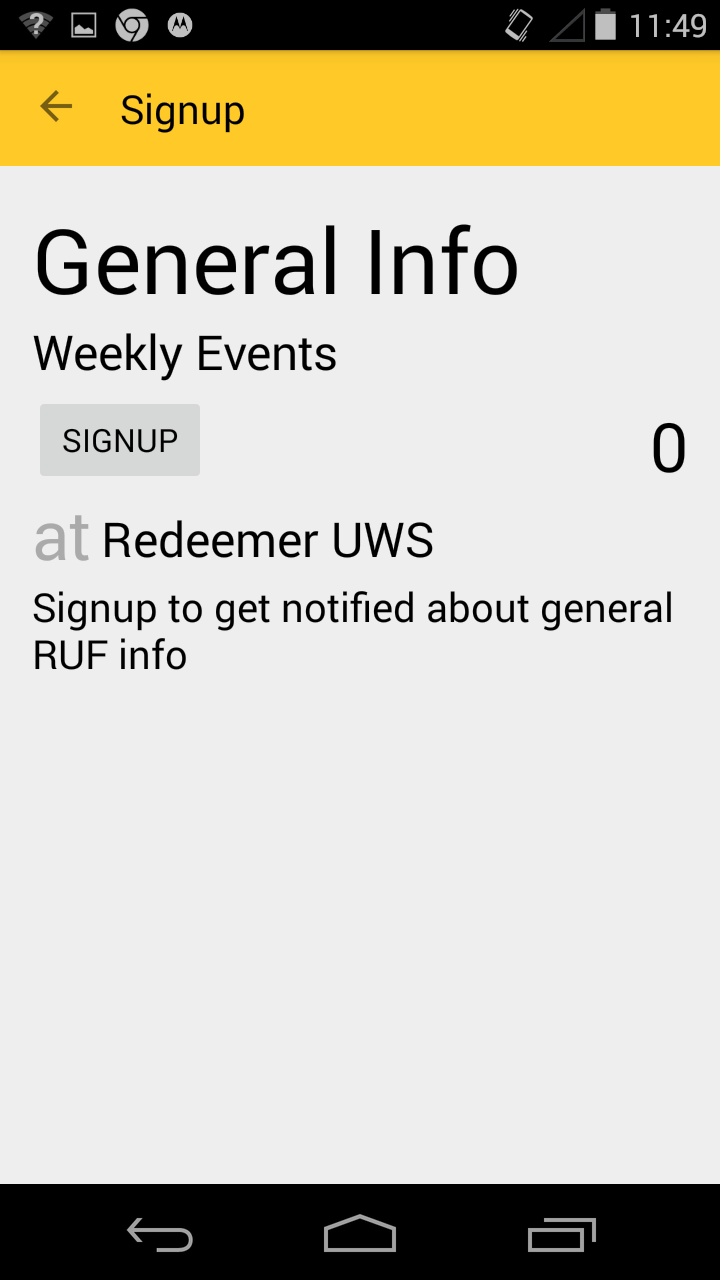 11:49
Signup
General Info
Weekly Events
SIGNUP
0
at Redeemer UWS
Signup to get notified about general
RUF info